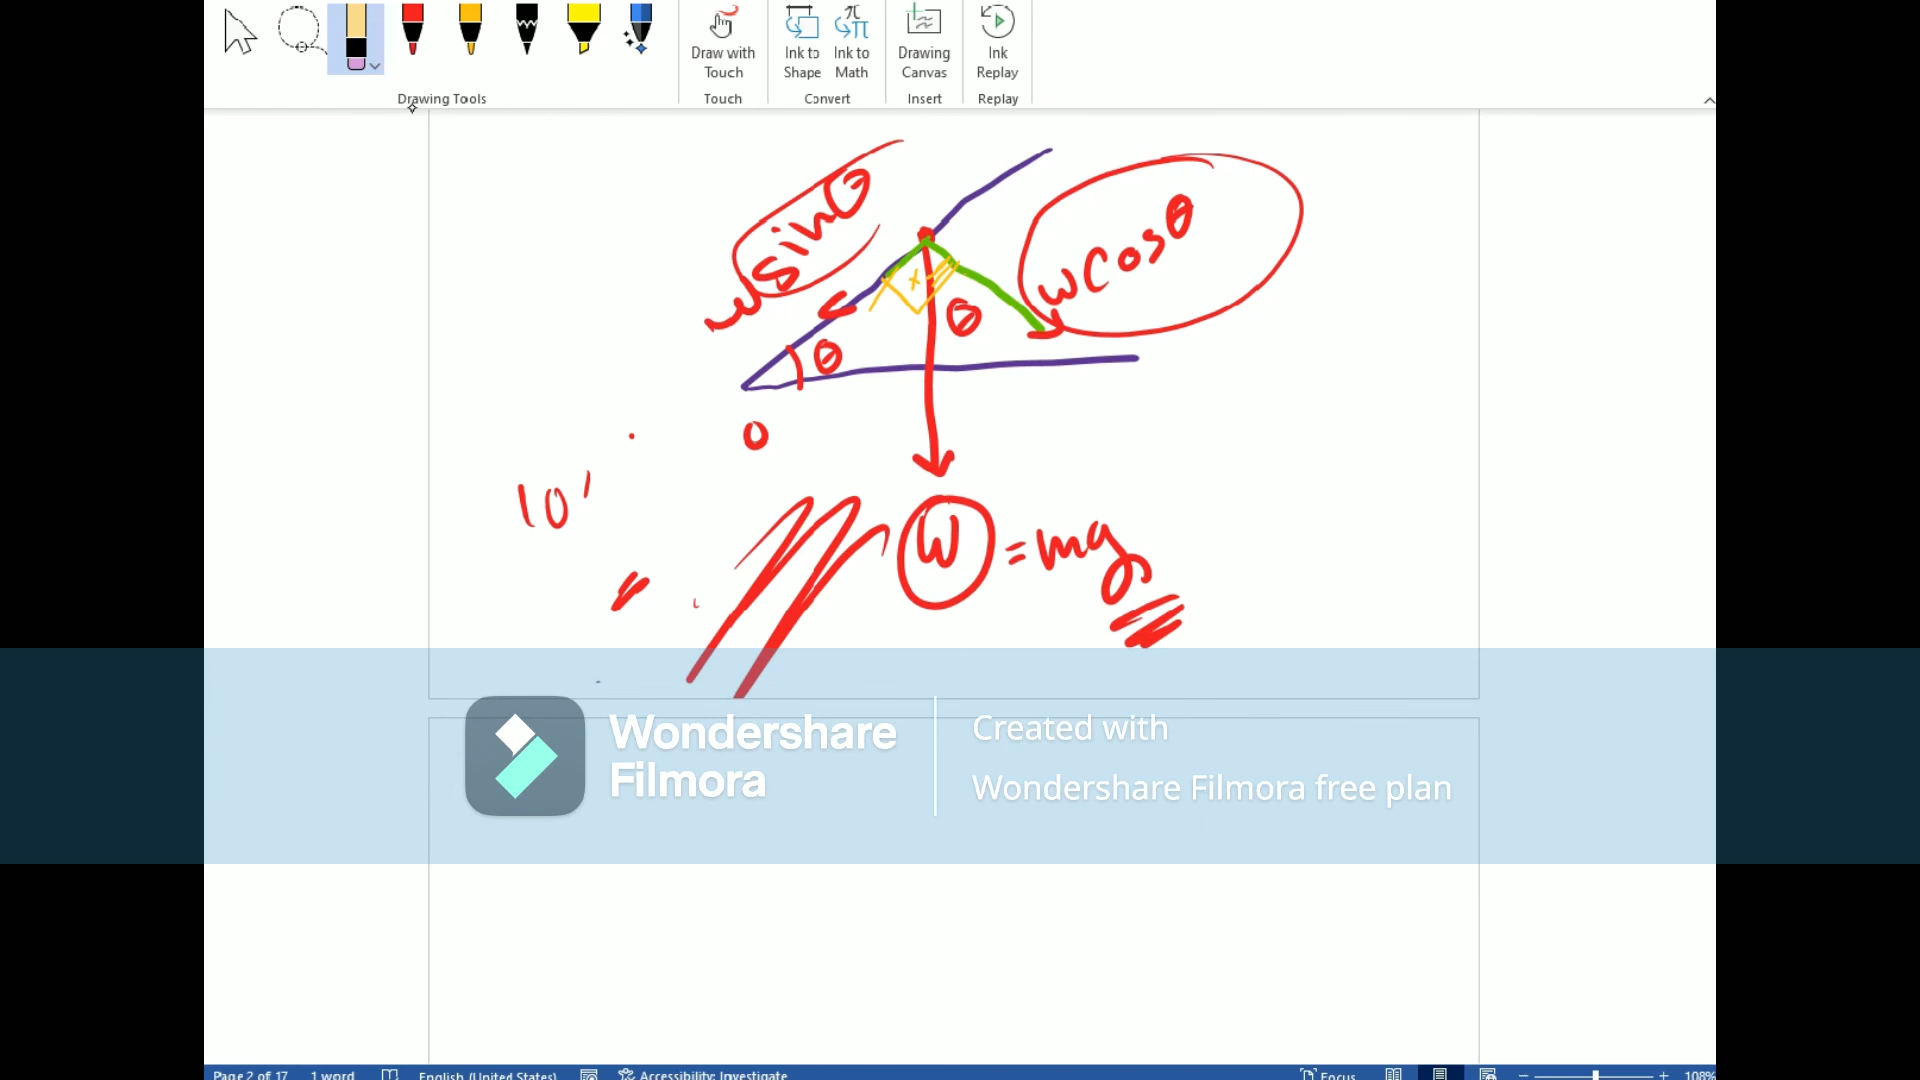 Draw with Touch
Ink to Shape
Ink to Math
Drawing Canvas
Ink Replay
Drawing Tools
Touch
Convert
Insert
Replay
wsinθ
wCosθ
θ
θ
x
0
10'
W = mg
Wondershare Filmora
Created with
Wondershare Filmora free plan
Page 2 of 17
1 word
English (United States)
Accessibility: Investigate
Focus
108%